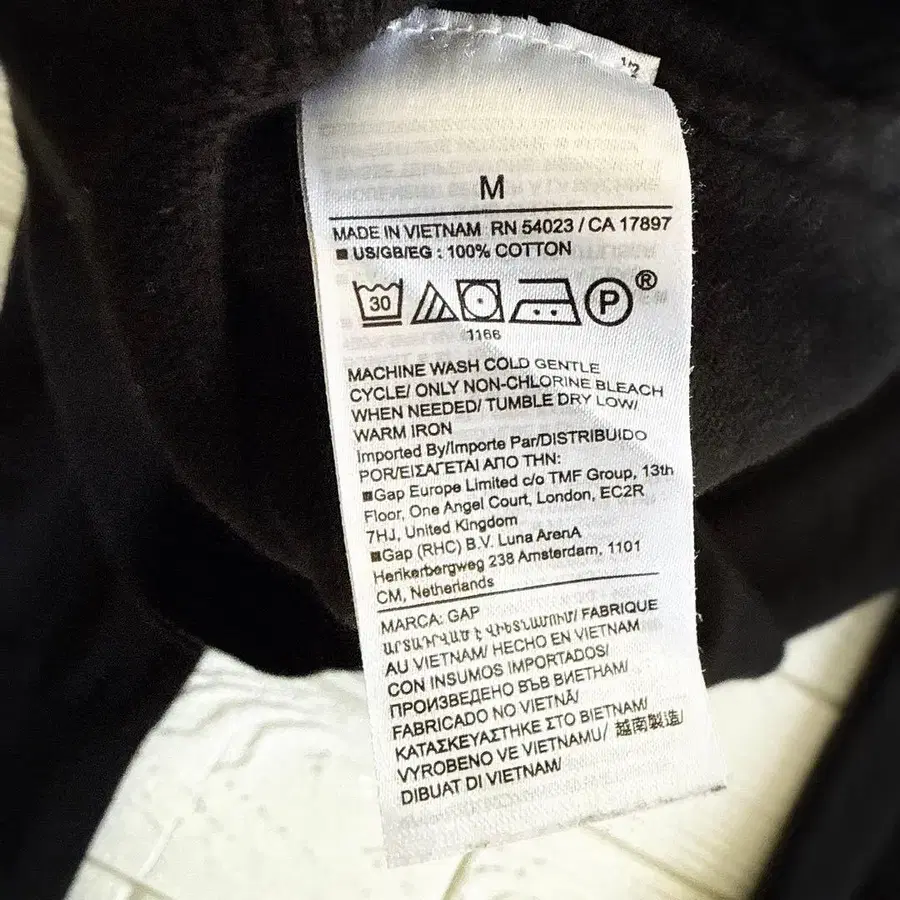 1/2
M
MADE IN VIETNAM RN 54023 / CA 17897
■ US/GB/EG : 100% COTTON
30 P ®
1166
MACHINE WASH COLD GENTLE
CYCLE/ ONLY NON-CHLORINE BLEACH
WHEN NEEDED/ TUMBLE DRY LOW/
WARM IRON
Imported By/Importe Par/DISTRIBUIDO
POR/ΕΙΣΑΓΕΤΑΙ ΑΠΟ ΤΗΝ:
■Gap Europe Limited c/o TMF Group, 13th
Floor, One Angel Court, London, EC2R
7HJ, United Kingdom
■Gap (RHC) B.V. Luna ArenA
Herikerbergweg 238 Amsterdam, 1101
CM, Netherlands
MARCA: GAP
ԱՐՏԱԴՐՎԱԾ Է ՎԻԵՏՆԱՄՈՒՄ/ FABRIQUE
AU VIETNAM/ HECHO EN VIETNAM
CON INSUMOS IMPORTADOS/
ПРОИЗВЕДЕНО ВЪВ ВИЕТНАМ/
FABRICADO NO VIETNÃ/
ΚΑΤΑΣΚΕΥΑΣΤΗΚΕ ΣΤΟ ΒΙΕΤΝΑΜ/
VYROBENO VE VIETNAMU/ 越南製造/
DIBUAT DI VIETNAM/